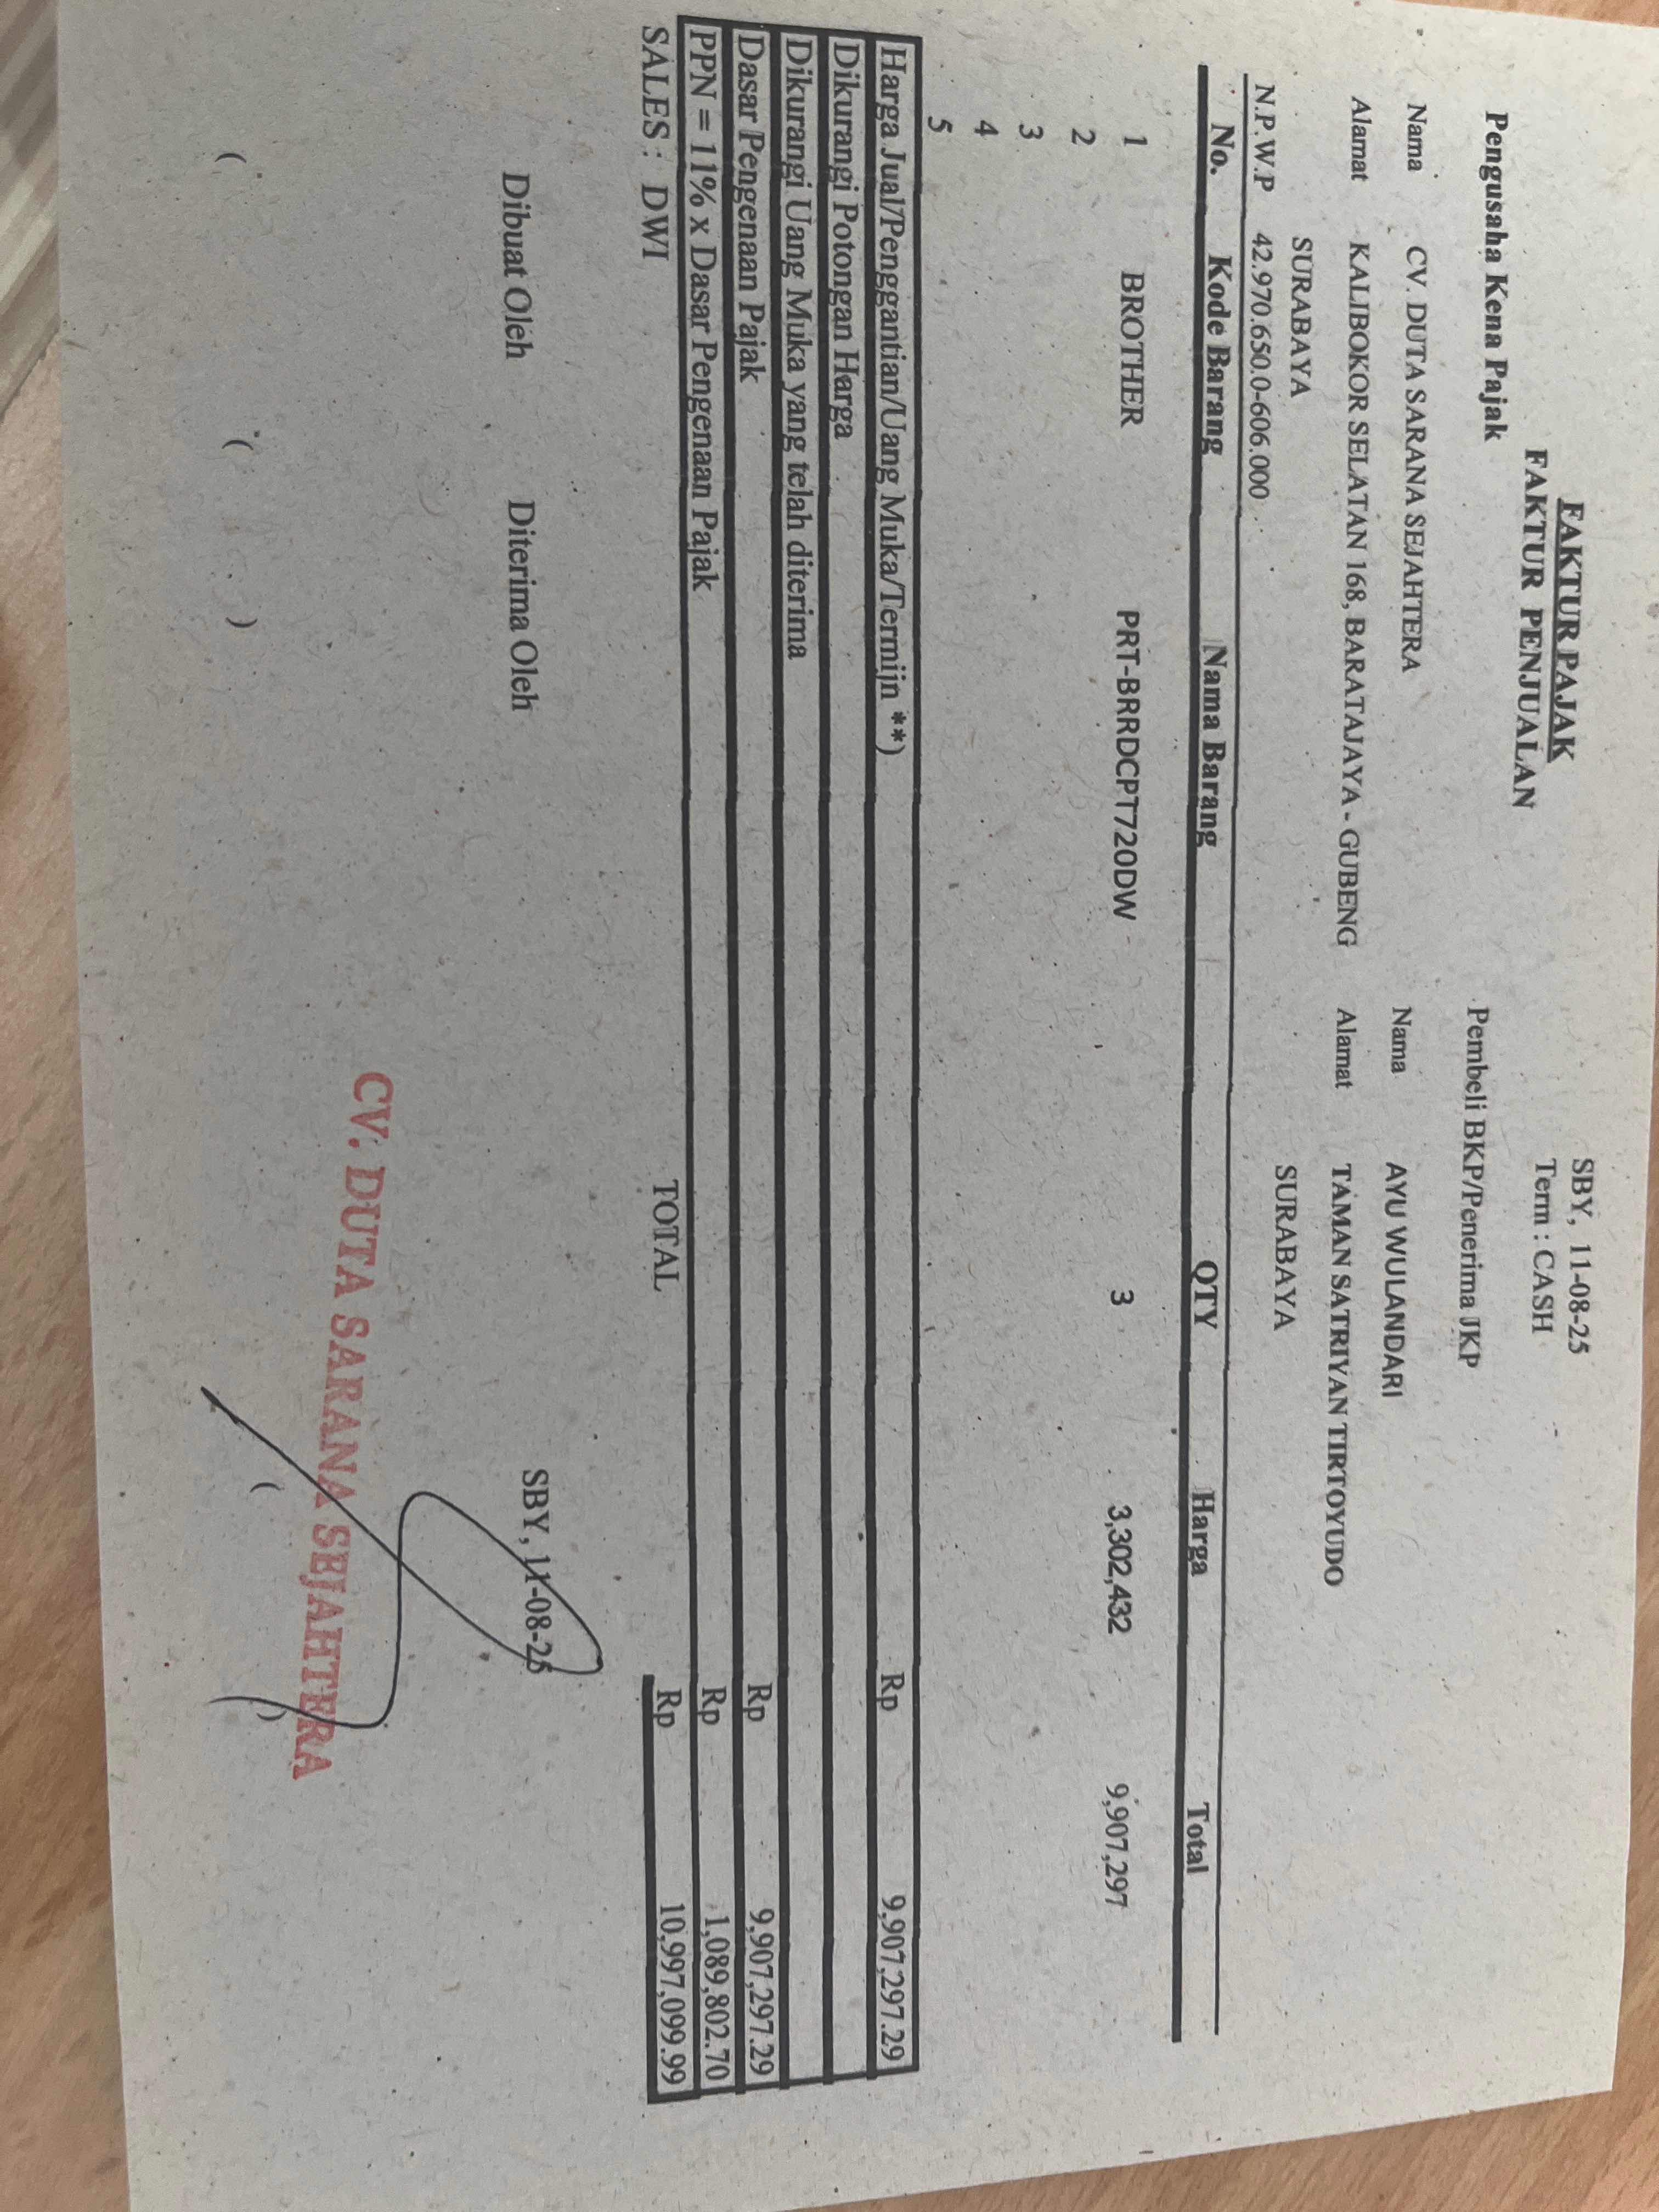 FAKTUR PAJAK
FAKTUR PENJUALAN
SBY, 11-08-25
Term : CASH
Pengusaha Kena Pajak
Pembeli BKP/Penerima JKP
Nama CV. DUTA SARANA SEJAHTERA
Nama AYU WULANDARI
Alamat KALIBOKOR SELATAN 168, BARATAJAYA - GUBENG
SURABAYA
Alamat TAMAN SATRIYAN TIRTOYUDO
SURABAYA
N.P.W.P 42.970.650.0-606.000
No. Kode Barang Nama Barang QTY Harga Total
1 BROTHER PRT-BRRDCPT720DW 3 3,302,432 9,907,297
2
3
4
5
Harga Jual/Penggantian/Uang Muka/Termijn **) Rp 9,907,297.29
Dikurangi Potongan Harga
Dikurangi Uang Muka yang telah diterima
Dasar Pengenaan Pajak Rp 9,907,297.29
PPN = 11% x Dasar Pengenaan Pajak Rp 1,089,802.70
SALES : DWI TOTAL Rp 10,997,099.99
Dibuat Oleh Diterima Oleh SBY, 11-08-25
CV. DUTA SARANA SEJAHTERA
( ( ) ( )